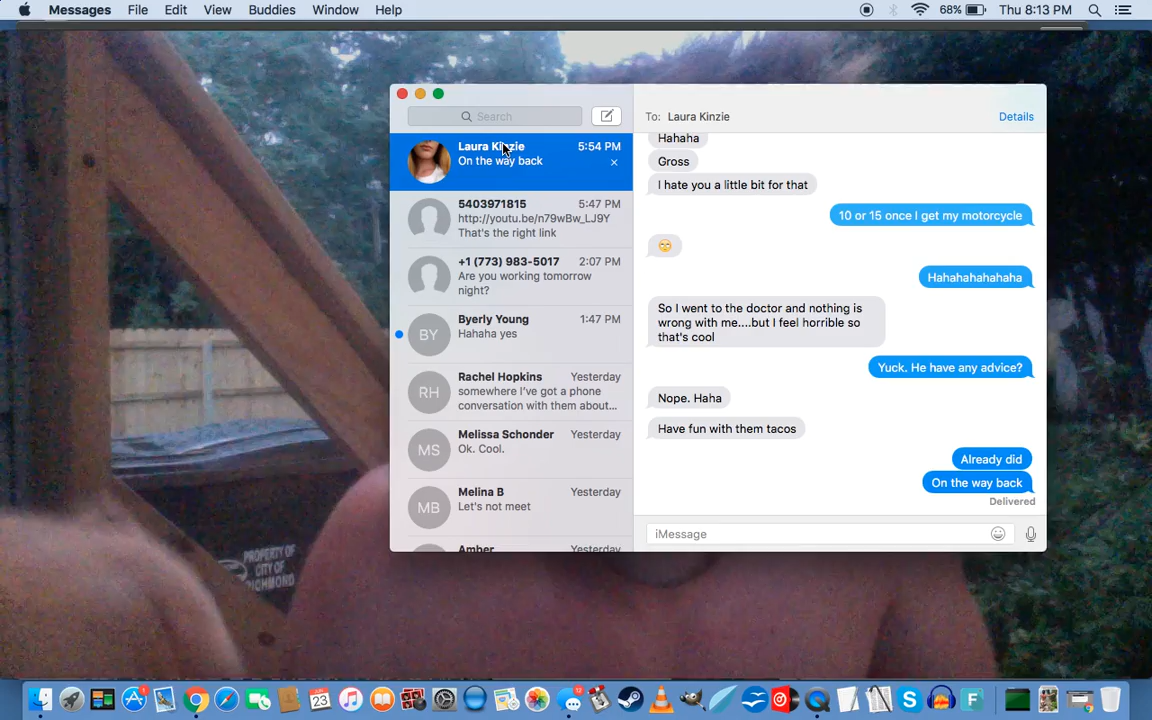 Messages File Edit View Buddies Window Help 68% Thu 8:13 PM
Search
Laura Kinzie 5:54 PM
On the way back
5403971815 5:47 PM
http://youtu.be/n79wBw_LJ9Y
That's the right link
+1 (773) 983-5017 2:07 PM
Are you working tomorrow
night?
BY
Byerly Young 1:47 PM
Hahaha yes
RH
Rachel Hopkins Yesterday
somewhere I've got a phone
conversation with them about...
MS
Melissa Schonder Yesterday
Ok. Cool.
MB
Melina B Yesterday
Let's not meet
Amber Yesterday
To: Laura Kinzie Details
Hahaha
Gross
I hate you a little bit for that
10 or 15 once I get my motorcycle
Hahahahahahaha
So I went to the doctor and nothing is
wrong with me....but I feel horrible so
that's cool
Yuck. He have any advice?
Nope. Haha
Have fun with them tacos
Already did
On the way back
Delivered
iMessage
PROPERTY OF
CITY OF
RICHMOND
23